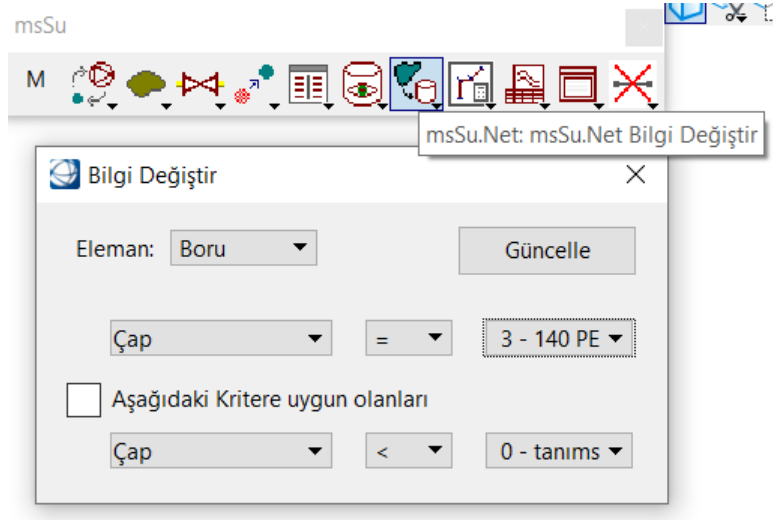 msSu
M
msSu.Net: msSu.Net Bilgi Değiştir
Bilgi Değiştir
Eleman: Boru Güncelle
Çap = 3 - 140 PE
Aşağıdaki Kritere uygun olanları
Çap < 0 - tanıms